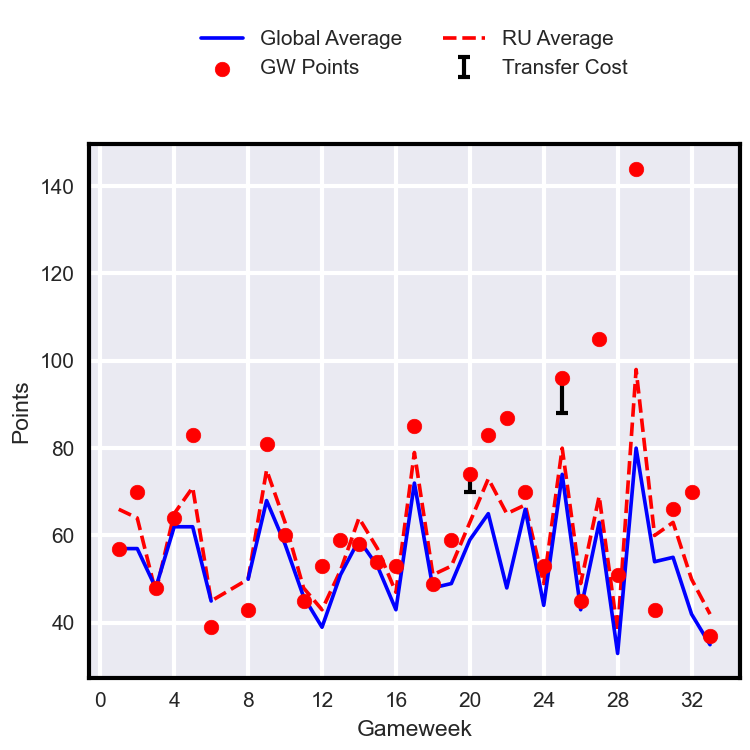 Global Average
RU Average
GW Points
Transfer Cost
140
120
100
80
60
40
Points
0 4 8 12 16 20 24 28 32
Gameweek